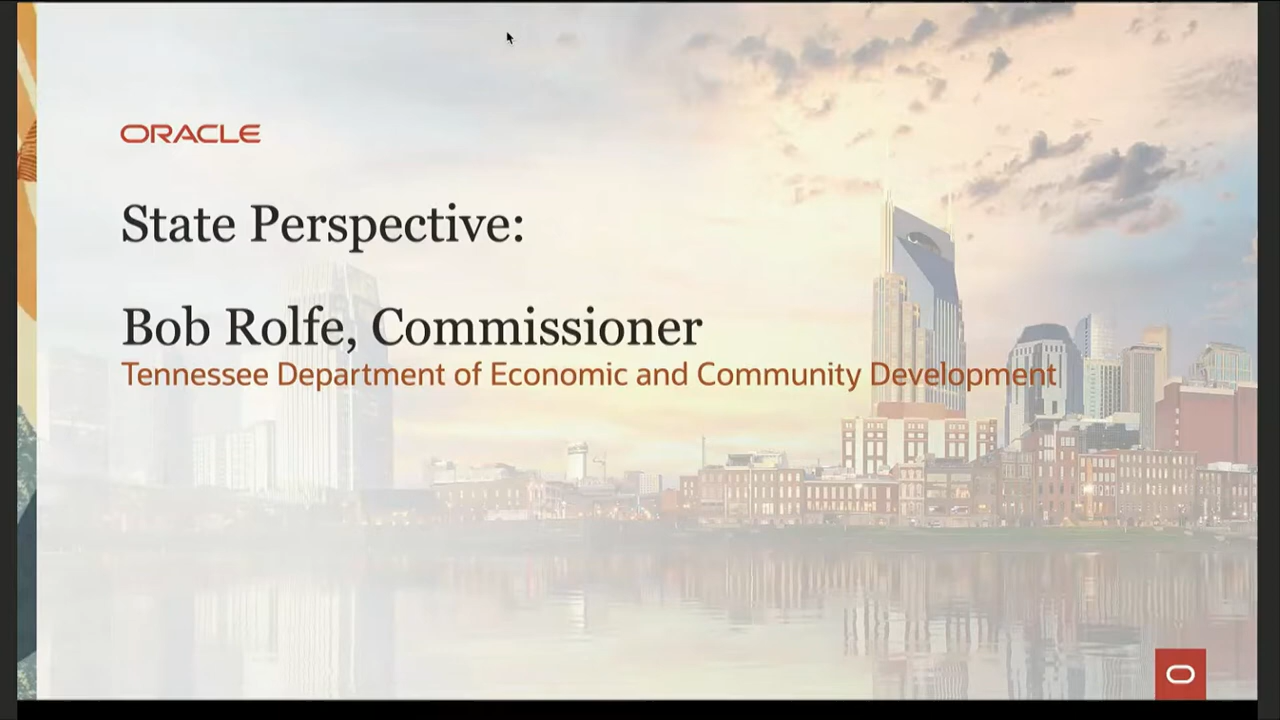 ORACLE
State Perspective:
Bob Rolfe, Commissioner
Tennessee Department of Economic and Community Development